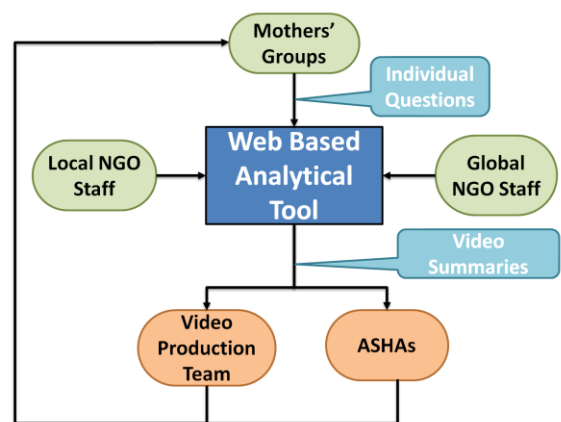 Mothers'
Groups
Individual
Questions
Web Based
Analytical
Tool
Local NGO
Staff
Global
NGO Staff
Video
Summaries
Video
Production
Team
ASHAs